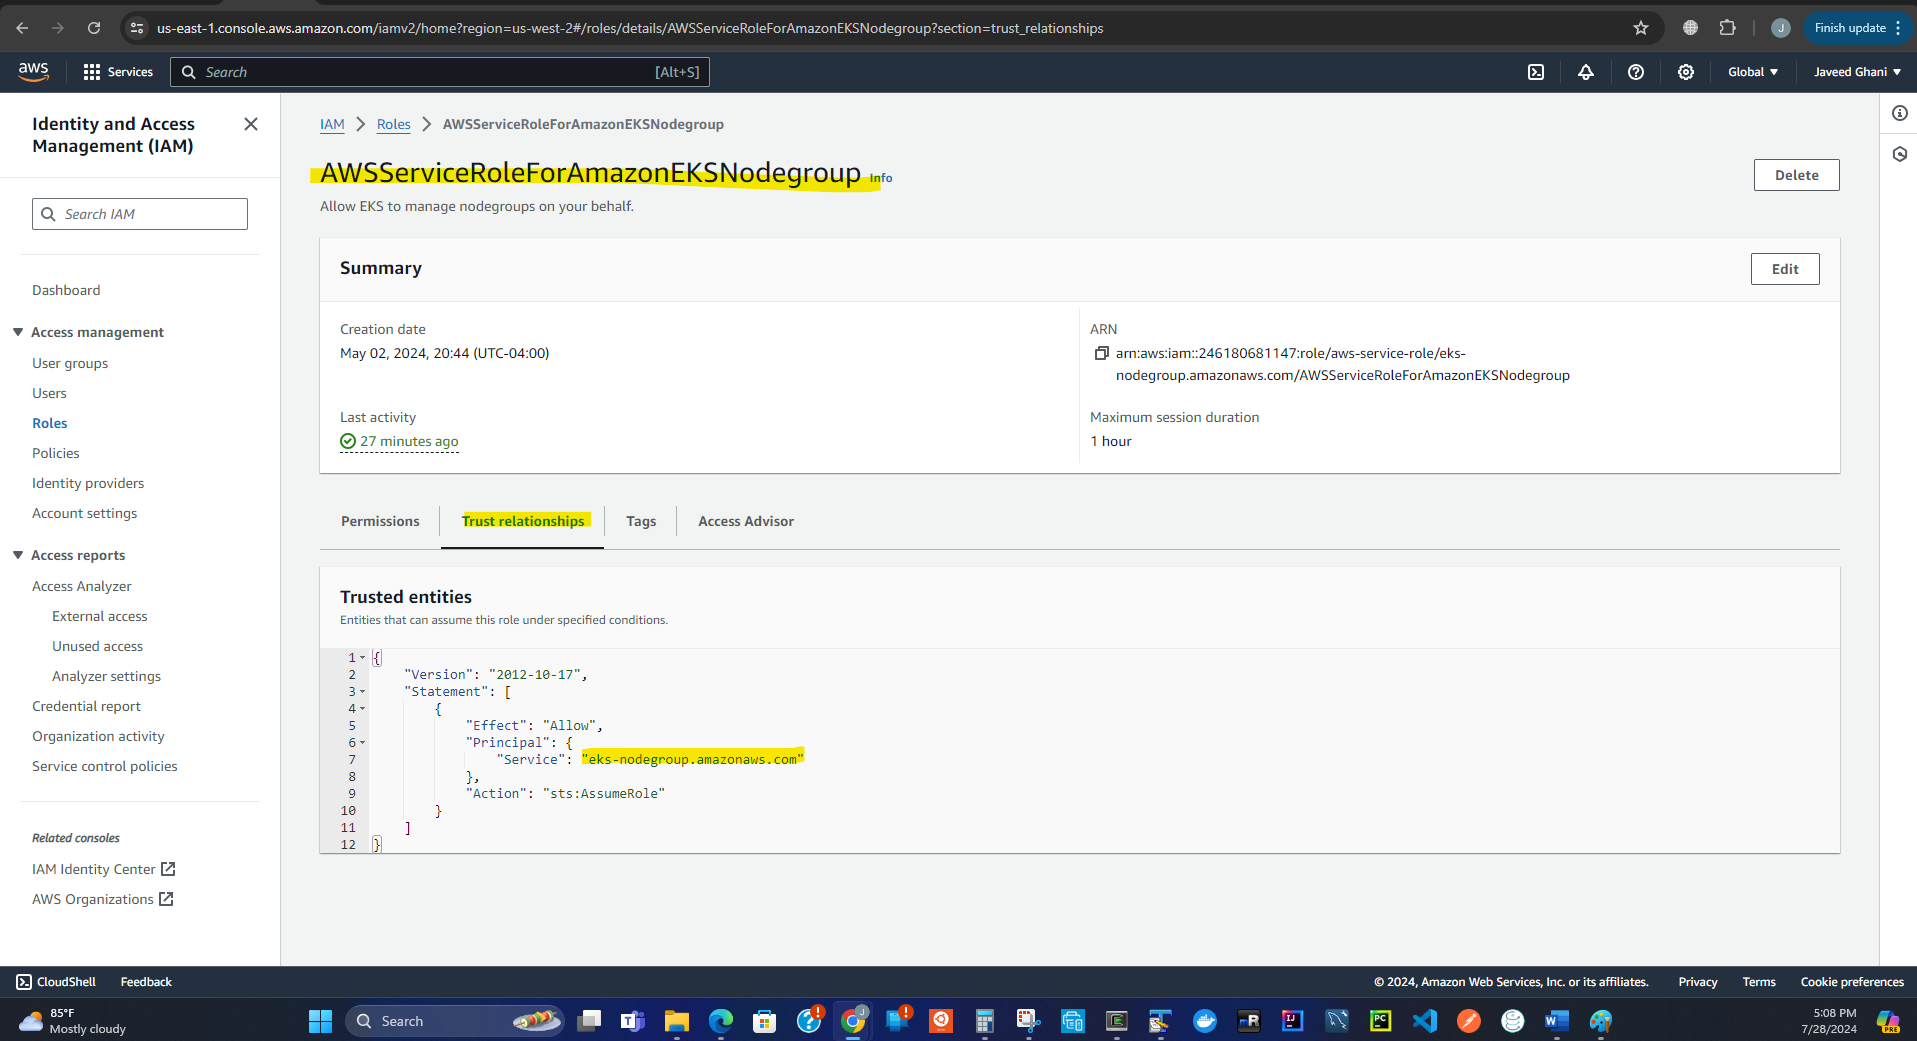 us-east-1.console.aws.amazon.com/iamv2/home?region=us-west-2#/roles/details/AWSServiceRoleForAmazonEKSNodegroup?section=trust_relationships
J
Finish update
aws
Services
Search
[Alt+S]
Global
Javeed Ghani
Identity and Access Management (IAM)
Search IAM
Dashboard
Access management
User groups
Users
Roles
Policies
Identity providers
Account settings
Access reports
Access Analyzer
External access
Unused access
Analyzer settings
Credential report
Organization activity
Service control policies
Related consoles
IAM Identity Center
AWS Organizations
IAM > Roles > AWSServiceRoleForAmazonEKSNodegroup
AWSServiceRoleForAmazonEKSNodegroup Info
Delete
Allow EKS to manage nodegroups on your behalf.
Summary
Edit
Creation date
May 02, 2024, 20:44 (UTC-04:00)
ARN
arn:aws:iam::246180681147:role/aws-service-role/eks-
nodegroup.amazonaws.com/AWSServiceRoleForAmazonEKSNodegroup
Last activity
27 minutes ago
Maximum session duration
1 hour
Permissions
Trust relationships
Tags
Access Advisor
Trusted entities
Entities that can assume this role under specified conditions.
1 {
2 "Version": "2012-10-17",
3 "Statement": [
4 {
5 "Effect": "Allow",
6 "Principal": {
7 "Service": "eks-nodegroup.amazonaws.com"
8 },
9 "Action": "sts:AssumeRole"
10 }
11 ]
12 }
CloudShell
Feedback
© 2024, Amazon Web Services, Inc. or its affiliates.
Privacy
Terms
Cookie preferences
85°F
Mostly cloudy
Search
5:08 PM
7/28/2024